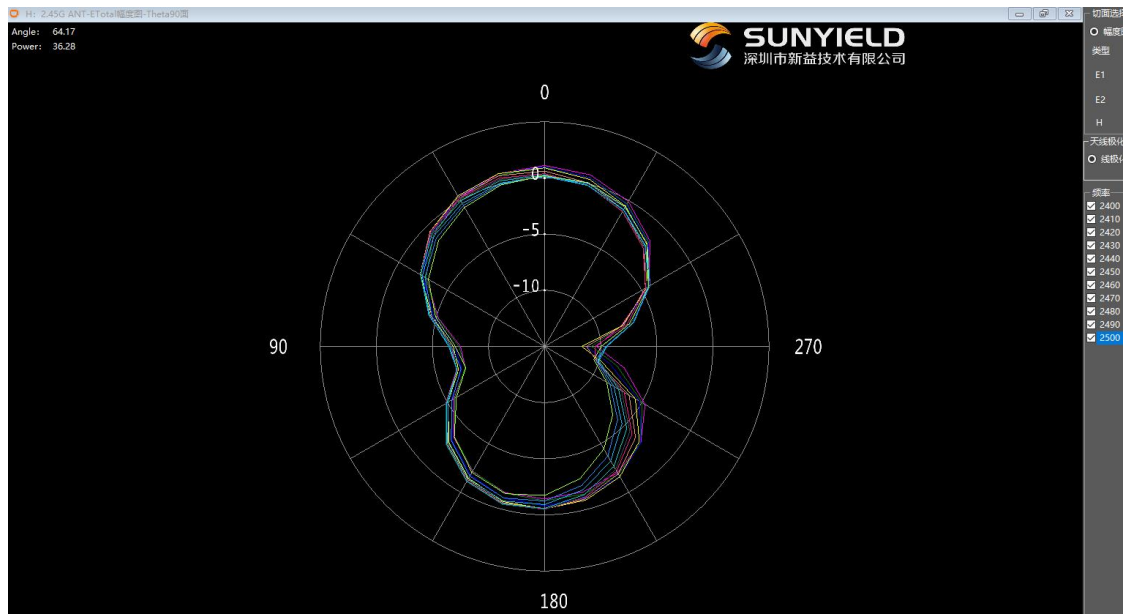 H: 2.45G ANT-ETotal幅度图-Theta90面
Angle: 64.17
Power: 36.28
SUNYIELD
深圳市新益技术有限公司
0
0
-5
-10
90
270
180
切面选择
幅度图
类型
E1
E2
H
天线极化
线极化
频率
2400
2410
2420
2430
2440
2450
2460
2470
2480
2490
2500